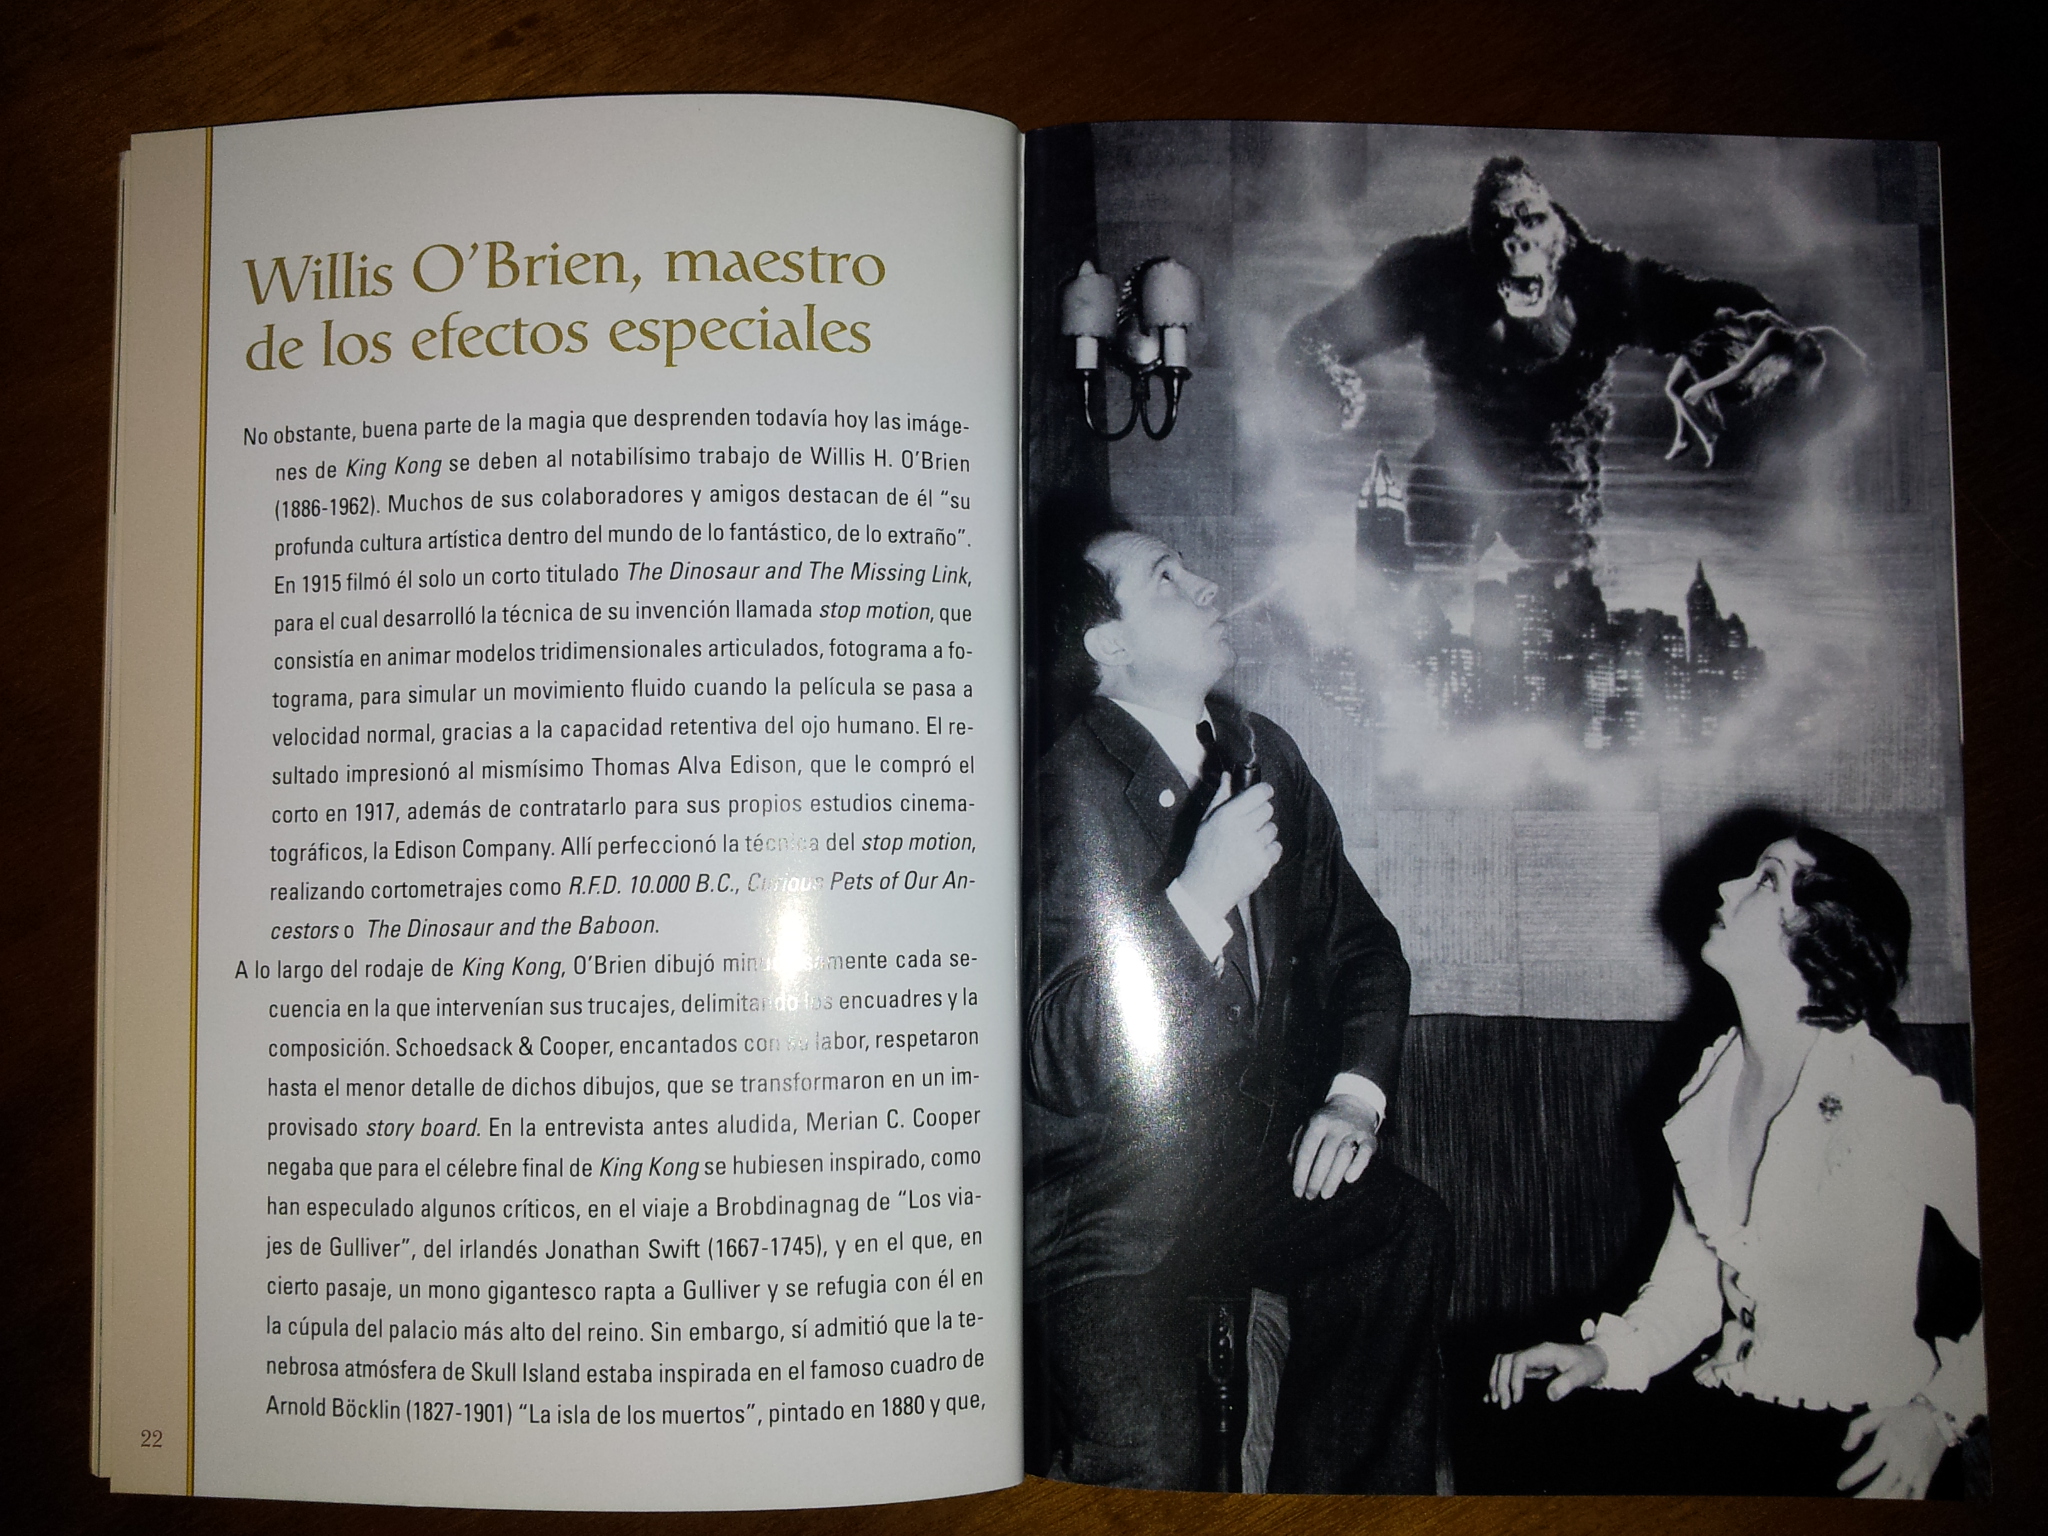 Willis O’Brien, maestro
de los efectos especiales
No obstante, buena parte de la magia que desprenden todavía hoy las imáge-
nes de King Kong se deben al notabilísimo trabajo de Willis H. O’Brien
(1886-1962). Muchos de sus colaboradores y amigos destacan de él “su
profunda cultura artística dentro del mundo de lo fantástico, de lo extraño”.
En 1915 filmó él solo un corto titulado The Dinosaur and The Missing Link,
para el cual desarrolló la técnica de su invención llamada stop motion, que
consistía en animar modelos tridimensionales articulados, fotograma a fo-
tograma, para simular un movimiento fluido cuando la película se pasa a
velocidad normal, gracias a la capacidad retentiva del ojo humano. El re-
sultado impresionó al mismísimo Thomas Alva Edison, que le compró el
corto en 1917, además de contratarlo para sus propios estudios cinema-
tográficos, la Edison Company. Allí perfeccionó la técnica del stop motion,
realizando cortometrajes como R.F.D. 10.000 B.C., Curious Pets of Our An-
cestors o The Dinosaur and the Baboon.
A lo largo del rodaje de King Kong, O’Brien dibujó minuciosamente cada se-
cuencia en la que intervenían sus trucajes, delimitando los encuadres y la
composición. Schoedsack & Cooper, encantados con su labor, respetaron
hasta el menor detalle de dichos dibujos, que se transformaron en un im-
provisado story board. En la entrevista antes aludida, Merian C. Cooper
negaba que para el célebre final de King Kong se hubiesen inspirado, como
han especulado algunos críticos, en el viaje a Brobdinagnag de “Los via-
jes de Gulliver”, del irlandés Jonathan Swift (1667-1745), y en el que, en
cierto pasaje, un mono gigantesco rapta a Gulliver y se refugia con él en
la cúpula del palacio más alto del reino. Sin embargo, sí admitió que la te-
nebrosa atmósfera de Skull Island estaba inspirada en el famoso cuadro de
Arnold Böcklin (1827-1901) “La isla de los muertos”, pintado en 1880 y que,
22